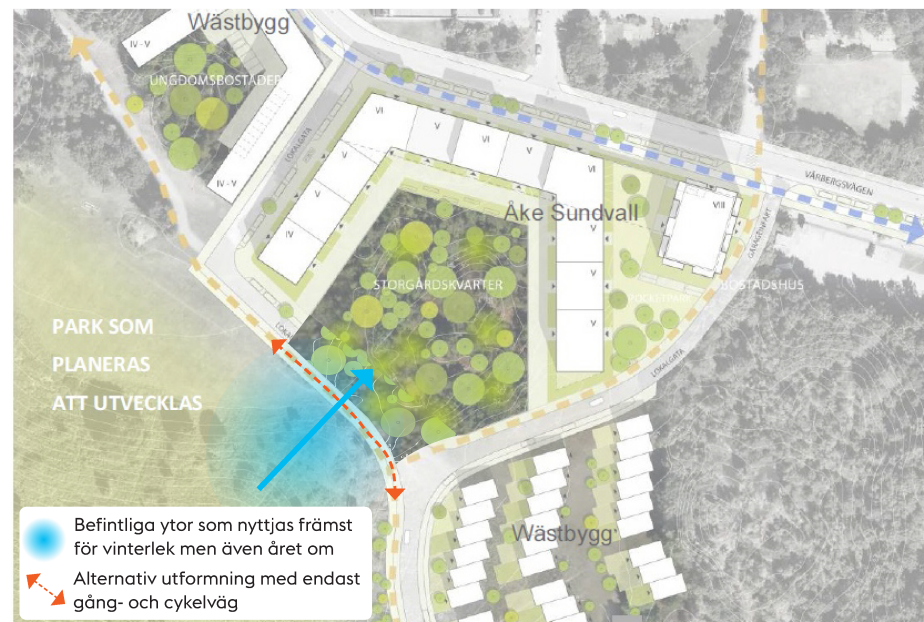 Wästbygg
IV - V
UNGDOMSBOSTÄDER
IV - V
LOKALGATA
VI
V
VI
V
VI
V
V
IV
VÅRBERGSVÄGEN
Åke Sundvall
VIII
V
GARAGEINFART
STORGÅRDSKVARTER
V
POCKETPARK
BOSTADSHUS
V
LOKALGATA
PARK SOM
PLANERAS
ATT UTVECKLAS
Wästbygg
Befintliga ytor som nyttjas främst
för vinterlek men även året om
Alternativ utformning med endast
gång- och cykelväg